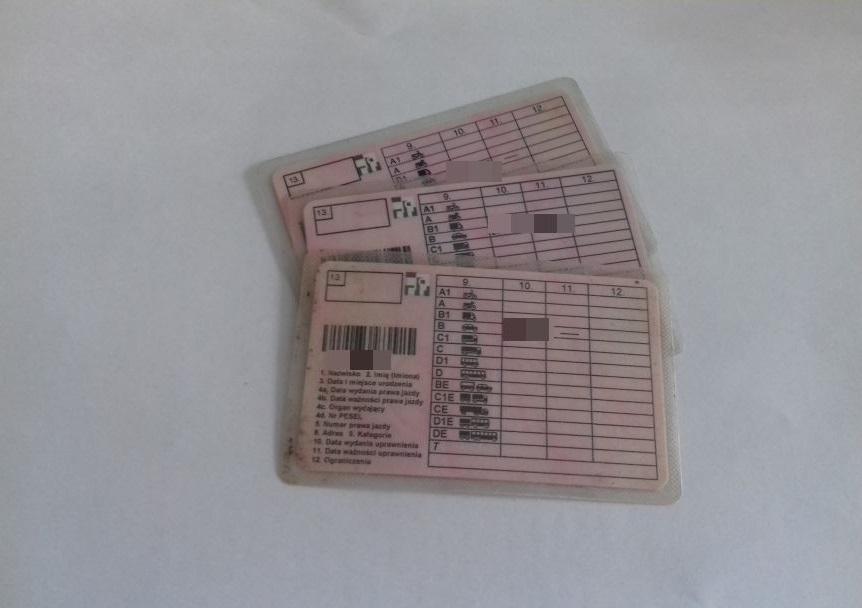 13.
9.
10.
11.
12.
A1
A
D1
13.
9.
10.
11.
12
A1
A
B1
B
C1
13.
9.
10.
11.
12.
A1
A
B1
B
C1
C
D1
D
BE
C1E
CE
D1E
DE
T
1. Nazwisko 2. Imię (Imiona)
3. Data i miejsce urodzenia
4a. Data wydania prawa jazdy
4b. Data ważności prawa jazdy
4c. Organ wydający
4d. Nr PESEL
5. Numer prawa jazdy
8. Adres 9. Kategorie
10. Data wydania uprawnienia
11. Data ważności uprawnienia
12. Ograniczenia